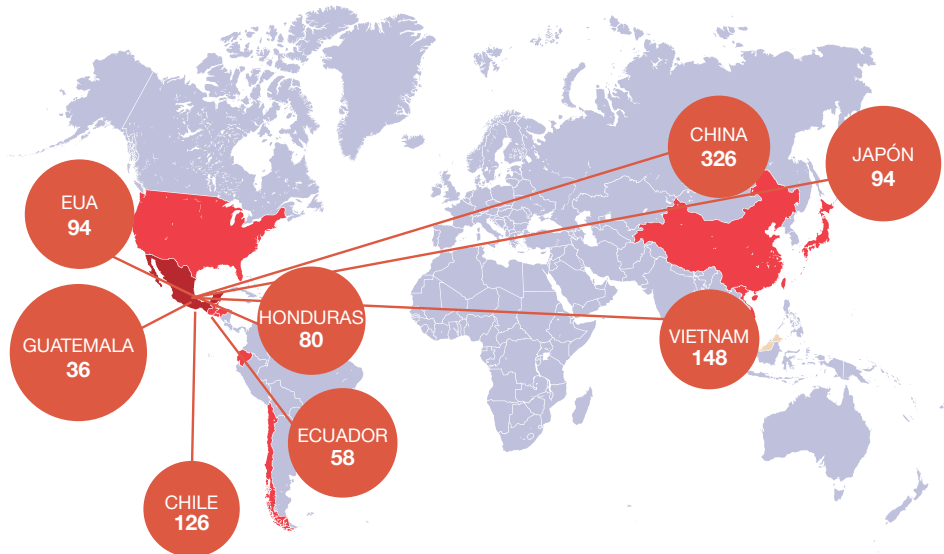 CHINA
326
JAPÓN
94
EUA
94
HONDURAS
80
GUATEMALA
36
VIETNAM
148
ECUADOR
58
CHILE
126